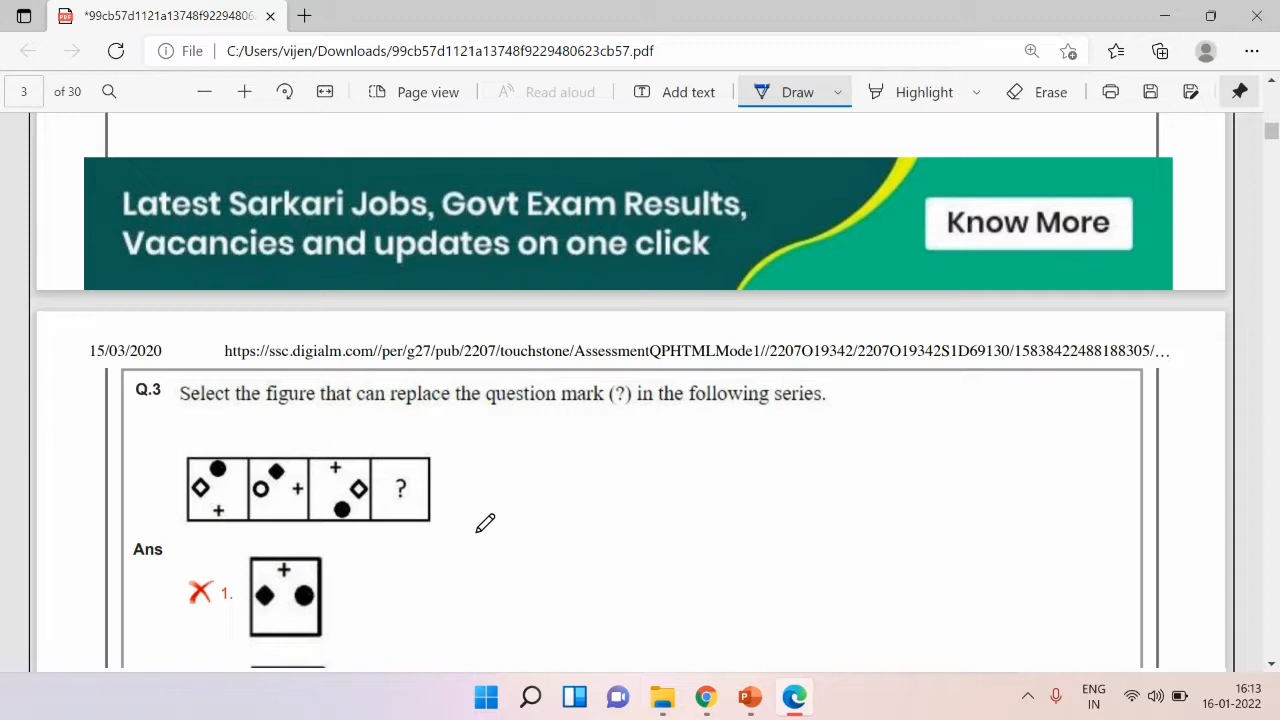 *99cb57d1121a13748f9229480623cb57.
File C:/Users/vijen/Downloads/99cb57d1121a13748f9229480623cb57.pdf
3 of 30 Page view Read aloud Add text Draw Highlight Erase
Latest Sarkari Jobs, Govt Exam Results,
Vacancies and updates on one click
Know More
15/03/2020 https://ssc.digialm.com//per/g27/pub/2207/touchstone/AssessmentQPHTMLMode1//2207O19342/2207O19342S1D69130/15838422488188305/…
Q.3 Select the figure that can replace the question mark (?) in the following series.
?
Ans
1.
ENG
IN
16:13
16-01-2022